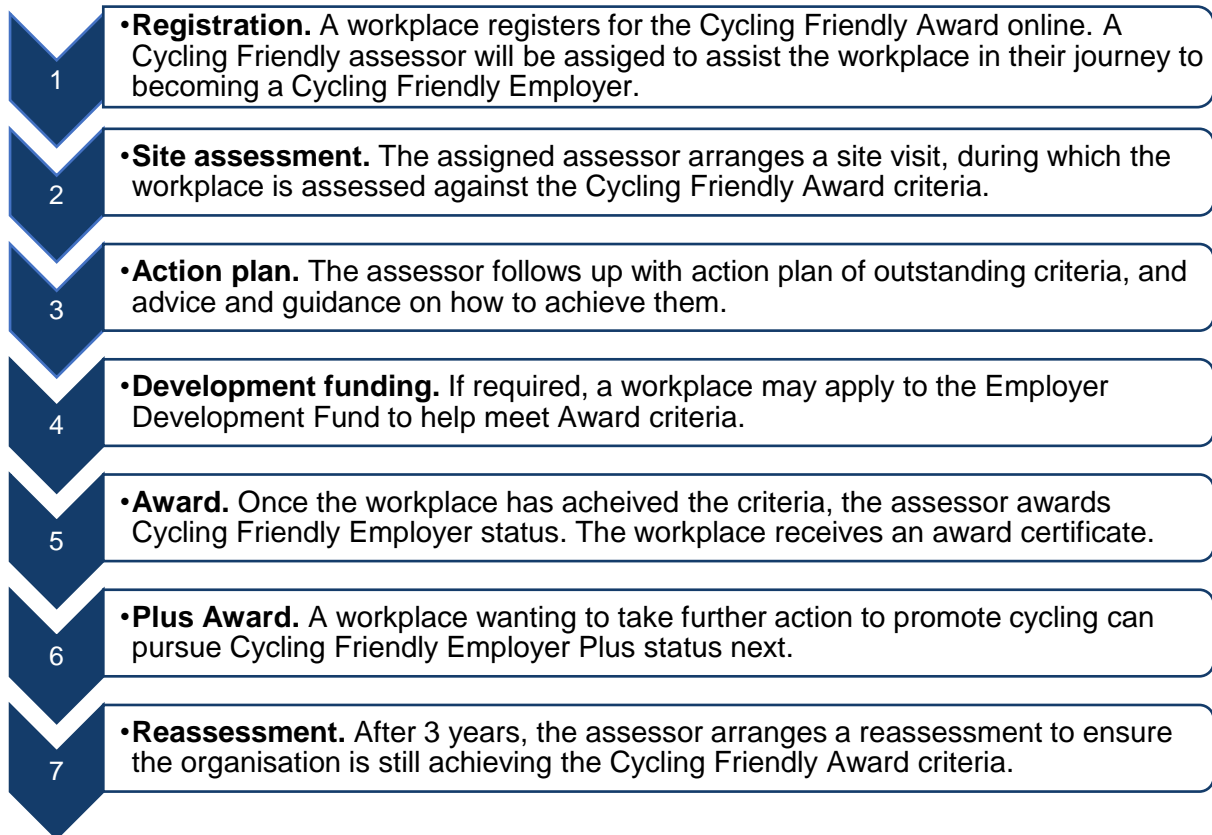 1
•Registration. A workplace registers for the Cycling Friendly Award online. A
Cycling Friendly assessor will be assiged to assist the workplace in their journey to
becoming a Cycling Friendly Employer.
2
•Site assessment. The assigned assessor arranges a site visit, during which the
workplace is assessed against the Cycling Friendly Award criteria.
3
•Action plan. The assessor follows up with action plan of outstanding criteria, and
advice and guidance on how to achieve them.
4
•Development funding. If required, a workplace may apply to the Employer
Development Fund to help meet Award criteria.
5
•Award. Once the workplace has acheived the criteria, the assessor awards
Cycling Friendly Employer status. The workplace receives an award certificate.
6
•Plus Award. A workplace wanting to take further action to promote cycling can
pursue Cycling Friendly Employer Plus status next.
7
•Reassessment. After 3 years, the assessor arranges a reassessment to ensure
the organisation is still achieving the Cycling Friendly Award criteria.